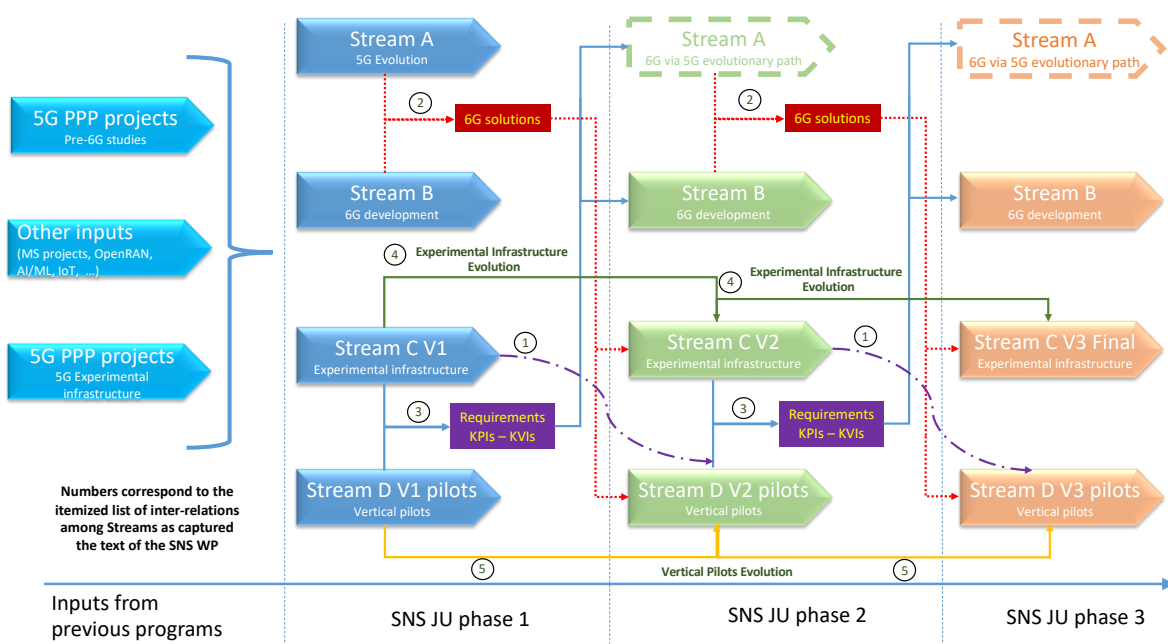 5G PPP projects
Pre-6G studies
Other inputs
(MS projects, OpenRAN,
AI/ML, IoT, ...)
5G PPP projects
5G Experimental
infrastructure
Numbers correspond to the
itemized list of inter-relations
among Streams as captured
the text of the SNS WP
Stream A
5G Evolution
2
6G solutions
Stream B
6G development
4
Experimental Infrastructure
Evolution
Stream C V1
Experimental infrastructure
1
3
Requirements
KPIs – KVIs
Stream D V1 pilots
Vertical pilots
5
Stream A
6G via 5G evolutionary path
2
6G solutions
Stream B
6G development
4
Experimental Infrastructure
Evolution
Stream C V2
Experimental infrastructure
1
3
Requirements
KPIs – KVIs
Stream D V2 pilots
Vertical pilots
Vertical Pilots Evolution
5
Stream A
6G via 5G evolutionary path
Stream B
6G development
Stream C V3 Final
Experimental infrastructure
Stream D V3 pilots
Vertical pilots
Inputs from
previous programs
SNS JU phase 1
SNS JU phase 2
SNS JU phase 3